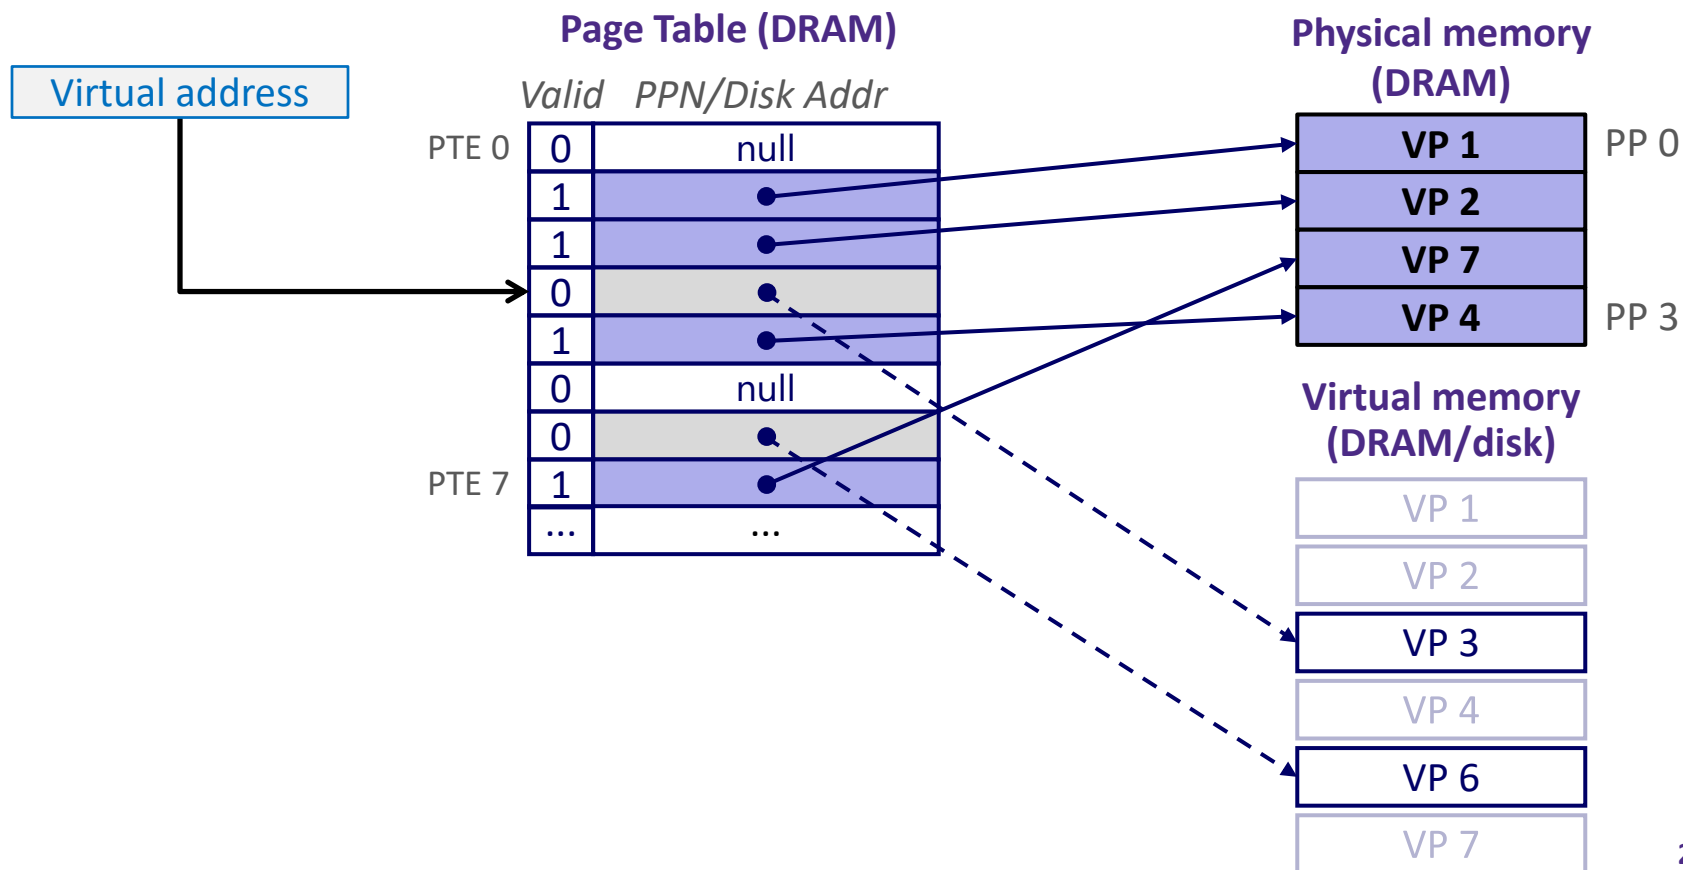 Page Table (DRAM)
Physical memory
(DRAM)
Virtual address
Valid PPN/Disk Addr
PTE 0 0 null
1
1
0
1
0 null
0
PTE 7 1
... ...
VP 1 PP 0
VP 2
VP 7
VP 4 PP 3
Virtual memory
(DRAM/disk)
VP 1
VP 2
VP 3
VP 4
VP 6
VP 7